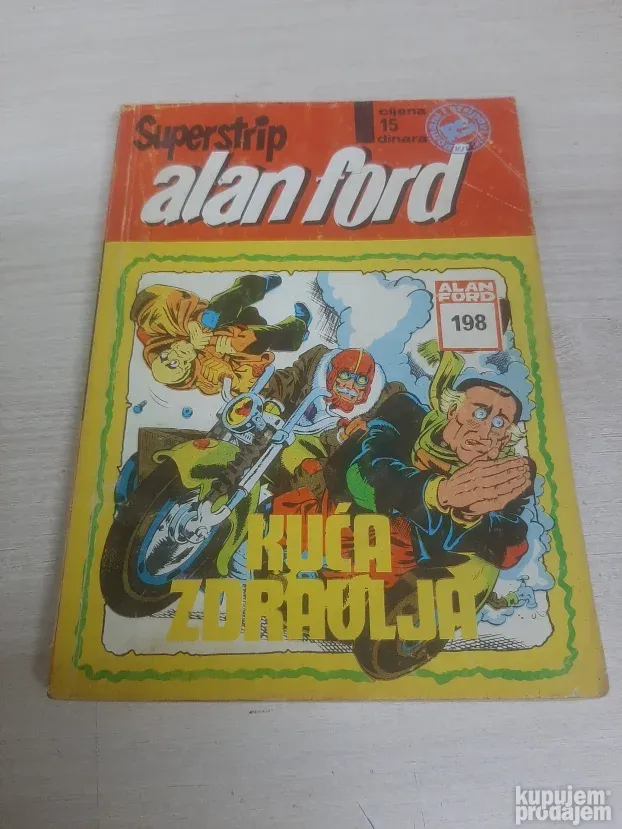 Superstrip
cijena
15
dinara
alan ford
ALAN
FORD
198
KUĆA
ZDRAVLJA
kupujem
prodajem